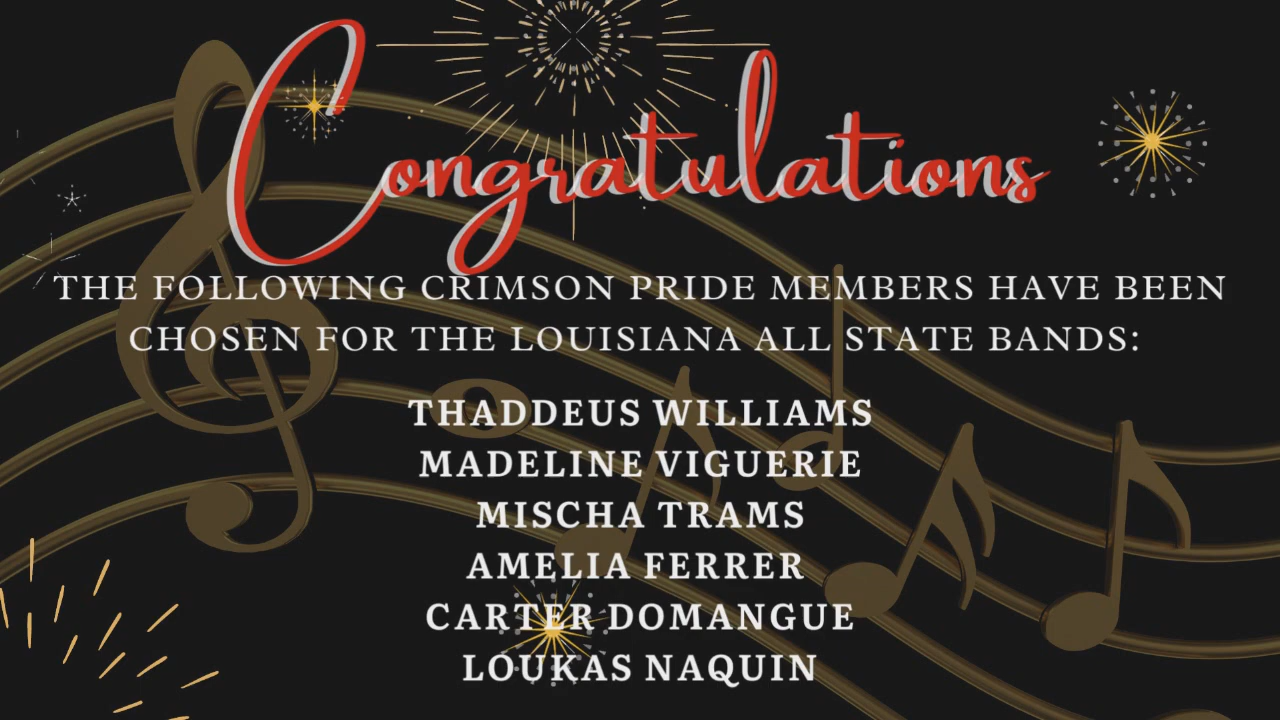 Congratulations
THE FOLLOWING CRIMSON PRIDE MEMBERS HAVE BEEN
CHOSEN FOR THE LOUISIANA ALL STATE BANDS:
THADDEUS WILLIAMS
MADELINE VIGUERIE
MISCHA TRAMS
AMELIA FERRER
CARTER DOMANGUE
LOUKAS NAQUIN